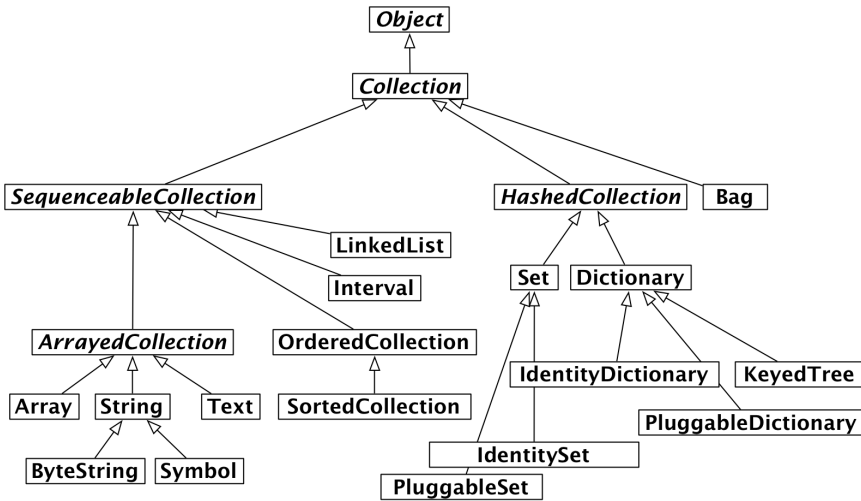 Object
Collection
SequenceableCollection
HashedCollection
Bag
LinkedList
Set
Dictionary
Interval
ArrayedCollection
OrderedCollection
IdentityDictionary
KeyedTree
Array
String
Text
SortedCollection
PluggableDictionary
IdentitySet
ByteString
Symbol
PluggableSet